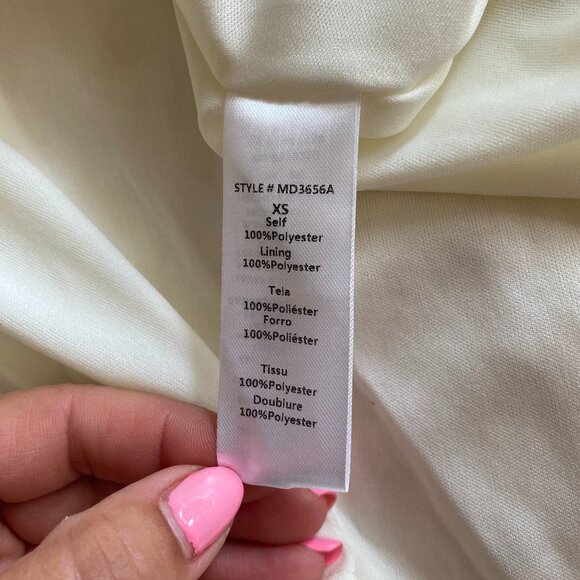 STYLE # MD3656A
XS
Self
100%Polyester
Lining
100%Polyester
Tela
100%Poliéster
Forro
100%Poliéster
Tissu
100%Polyester
Doublure
100%Polyester